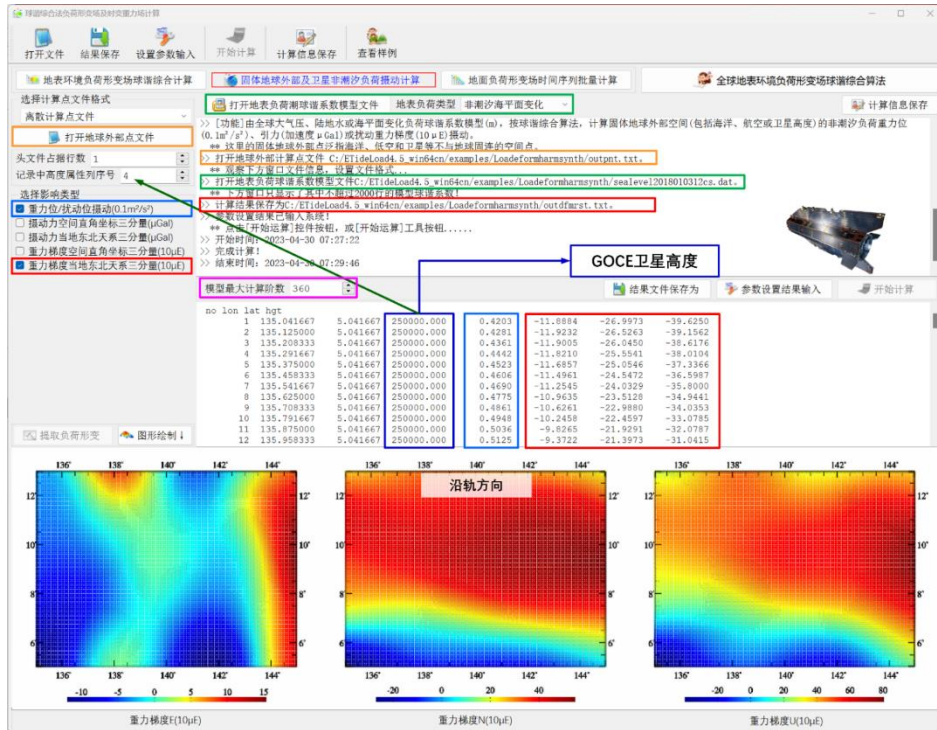 球谐综合法负荷形变场及时变重力场计算
打开文件 结果保存 设置参数输入 开始计算 计算信息保存 查看样例
地表环境负荷形变场球谐综合计算 固体地球外部及卫星非潮汐负荷摄动计算 地面负荷形变场时间序列批量计算 全球地表环境负荷形变场球谐综合算法
选择计算点文件格式
离散计算点文件
打开地球外部点文件
头文件占据行数 1
记录中高度属性列序号 4
选择影响类型
重力位/扰动位摄动(0.1m²/s²)
摄动力空间直角坐标三分量(μGal)
摄动力当地东北天系三分量(μGal)
重力梯度空间直角坐标三分量(10μE)
重力梯度当地东北天系三分量(10μE)
提取负荷形变 图形绘制↓
打开地表负荷潮球谐系数模型文件 地表负荷类型 非潮汐海平面变化 计算信息保存
>> [功能]由全球大气压、陆地水或海平面变化负荷球谐系数模型(m)，按球谐综合算法，计算固体地球外部空间(包括海洋、航空或卫星高度)的非潮汐负荷重力位
(0.1m²/s²)、引力(加速度μGal)或扰动重力梯度(10μE)摄动。
** 这里的固体地球外部点泛指海洋、低空和卫星等不与地球固连的空间点。
>> 打开地球外部计算点文件 C:/ETideLoad4.5_win64cn/examples/Loadeformharmsynth/outpnt.txt。
** 观察下方窗口文件信息，设置文件格式...
>> 打开地表负荷球谐系数模型文件C:/ETideLoad4.5_win64cn/examples/Loadeformharmsynth/sealevel2018010312cs.dat。
** 下方窗口只显示了其中不超过2000行的模型球谐系数！
>> 计算结果保存为C:/ETideLoad4.5_win64cn/examples/Loadeformharmsynth/outdfmrst.txt。
>> 参数设置结果已输入系统！
** 点击[开始运算]控件按钮，或[开始运算]工具按钮......
>> 开始时间：2023-04-30 07:27:22
>> 完成计算！
>> 结束时间：2023-04-30 07:29:46
GOCE卫星高度
模型最大计算阶数 360 结果文件保存为 参数设置结果输入 开始计算
no lon lat hgt
1 135.041667 5.041667 250000.000 0.4203 -11.8884 -26.9973 -39.6250
2 135.125000 5.041667 250000.000 0.4281 -11.9232 -26.5263 -39.1562
3 135.208333 5.041667 250000.000 0.4361 -11.9005 -26.0450 -38.6176
4 135.291667 5.041667 250000.000 0.4442 -11.8210 -25.5541 -38.0104
5 135.375000 5.041667 250000.000 0.4523 -11.6857 -25.0546 -37.3366
6 135.458333 5.041667 250000.000 0.4606 -11.4961 -24.5472 -36.5987
7 135.541667 5.041667 250000.000 0.4690 -11.2545 -24.0329 -35.8000
8 135.625000 5.041667 250000.000 0.4775 -10.9635 -23.5128 -34.9441
9 135.708333 5.041667 250000.000 0.4861 -10.6261 -22.9880 -34.0353
10 135.791667 5.041667 250000.000 0.4948 -10.2458 -22.4597 -33.0785
11 135.875000 5.041667 250000.000 0.5036 -9.8265 -21.9291 -32.0787
12 135.958333 5.041667 250000.000 0.5125 -9.3722 -21.3973 -31.0415
136° 138° 140° 142° 144° 136° 138° 140° 142° 144° 136° 138° 140° 142° 144°
沿轨方向
12° 12° 12° 12°
10° 10° 10° 10°
8° 8° 8° 8°
6° 6° 6° 6°
136° 138° 140° 142° 144° 136° 138° 140° 142° 144° 136° 138° 140° 142° 144°
-10 -5 0 5 10 15 -20 0 20 40 -20 0 20 40 60 80
重力梯度E(10μE) 重力梯度N(10μE) 重力梯度U(10μE)